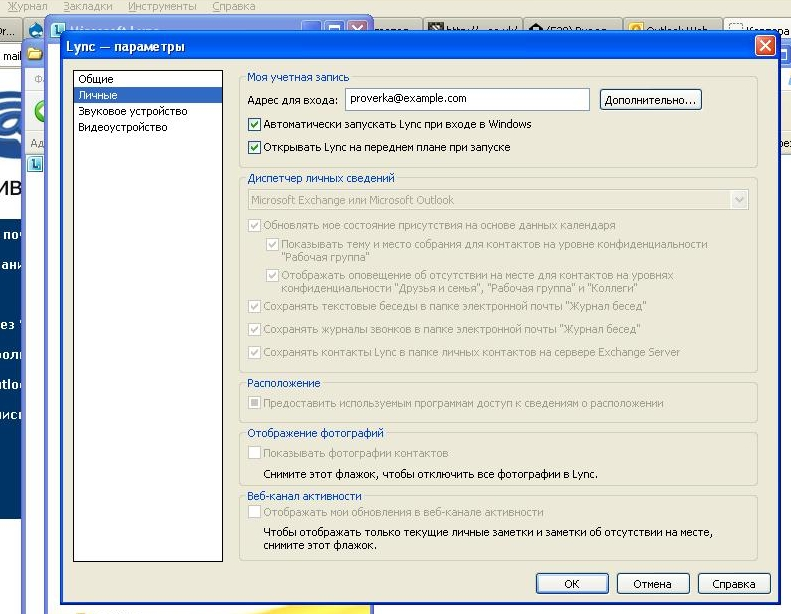 Журнал Закладки Инструменты Справка
Microsoft Lync
Outlook Web
Lync — параметры
mail
Общие
Личные
Звуковое устройство
Видеоустройство
Моя учетная запись
Адрес для входа: proverka@example.com Дополнительно...
Автоматически запускать Lync при входе в Windows
Открывать Lync на переднем плане при запуске
Диспетчер личных сведений
Microsoft Exchange или Microsoft Outlook
Обновлять мое состояние присутствия на основе данных календаря
Показывать тему и место собрания для контактов на уровне конфиденциальности
"Рабочая группа"
Отображать оповещение об отсутствии на месте для контактов на уровнях
конфиденциальности "Друзья и семья", "Рабочая группа" и "Коллеги"
Сохранять текстовые беседы в папке электронной почты "Журнал бесед"
Сохранять журналы звонков в папке электронной почты "Журнал бесед"
Сохранять контакты Lync в папке личных контактов на сервере Exchange Server
Расположение
Предоставить используемым программам доступ к сведениям о расположении
Отображение фотографий
Показывать фотографии контактов
Снимите этот флажок, чтобы отключить все фотографии в Lync.
Веб-канал активности
Отображать мои обновления в веб-канале активности
Чтобы отображать только текущие личные заметки и заметки об отсутствии на месте,
снимите этот флажок.
ОК Отмена Справка